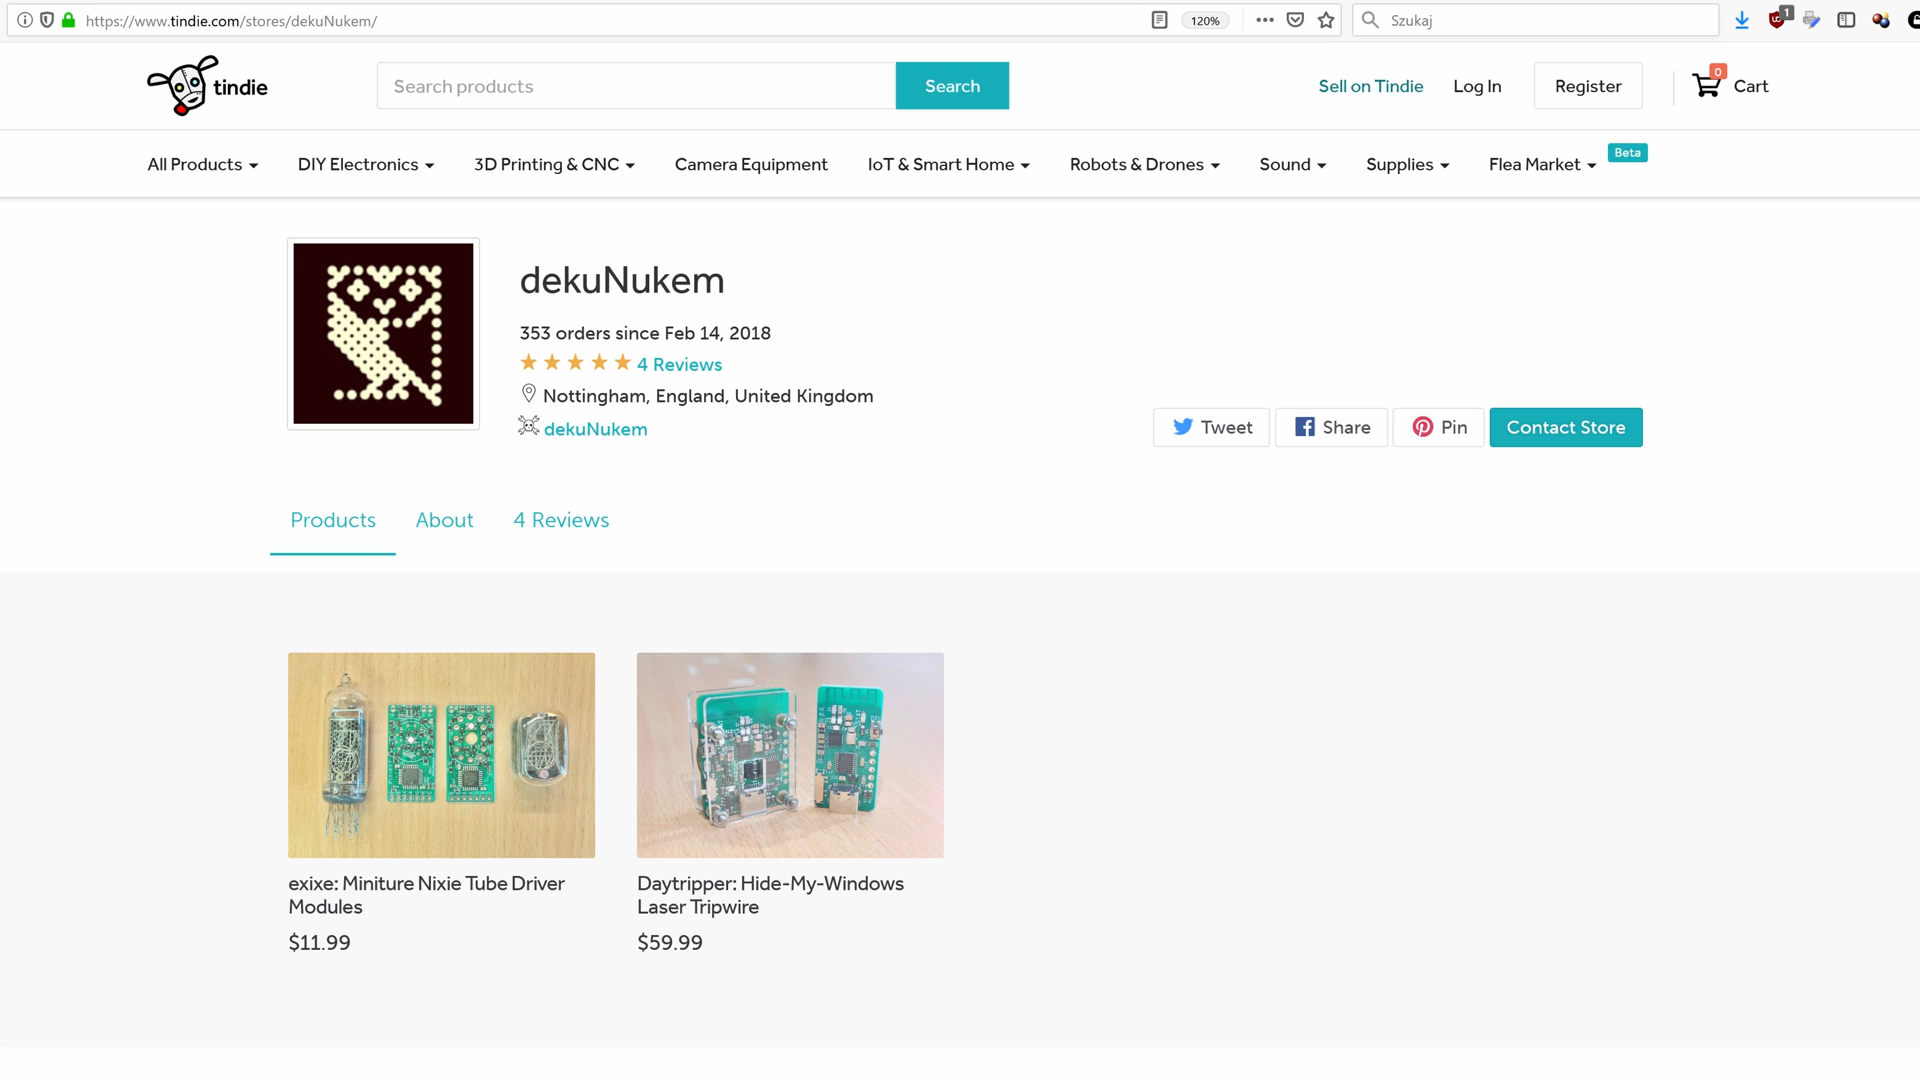 https://www.tindie.com/stores/dekuNukem/
120%
Szukaj
1
tindie
Search products
Search
Sell on Tindie
Log In
Register
0
Cart
All Products
DIY Electronics
3D Printing & CNC
Camera Equipment
IoT & Smart Home
Robots & Drones
Sound
Supplies
Flea Market
Beta
dekuNukem
353 orders since Feb 14, 2018
4 Reviews
Nottingham, England, United Kingdom
dekuNukem
Tweet
Share
Pin
Contact Store
Products
About
4 Reviews
exixe: Miniture Nixie Tube Driver
Modules
$11.99
Daytripper: Hide-My-Windows
Laser Tripwire
$59.99